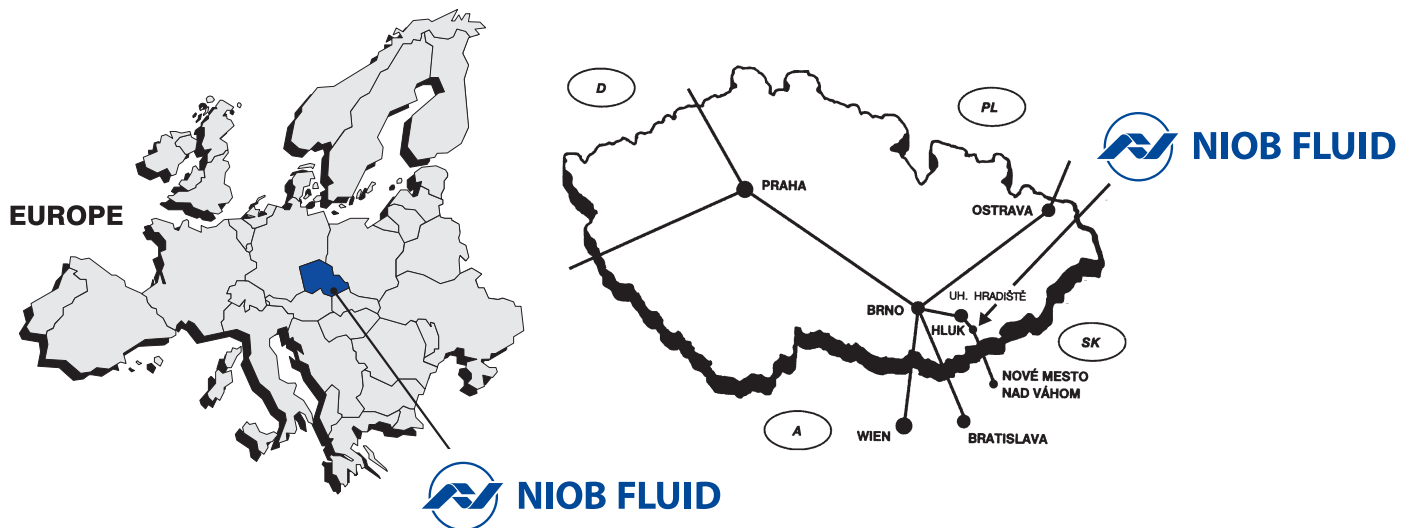 EUROPE
NIOB FLUID
D
PL
NIOB FLUID
PRAHA
OSTRAVA
UH. HRADIŠTĚ
BRNO
HLUK
SK
NOVÉ MESTO
NAD VÁHOM
A
WIEN
BRATISLAVA